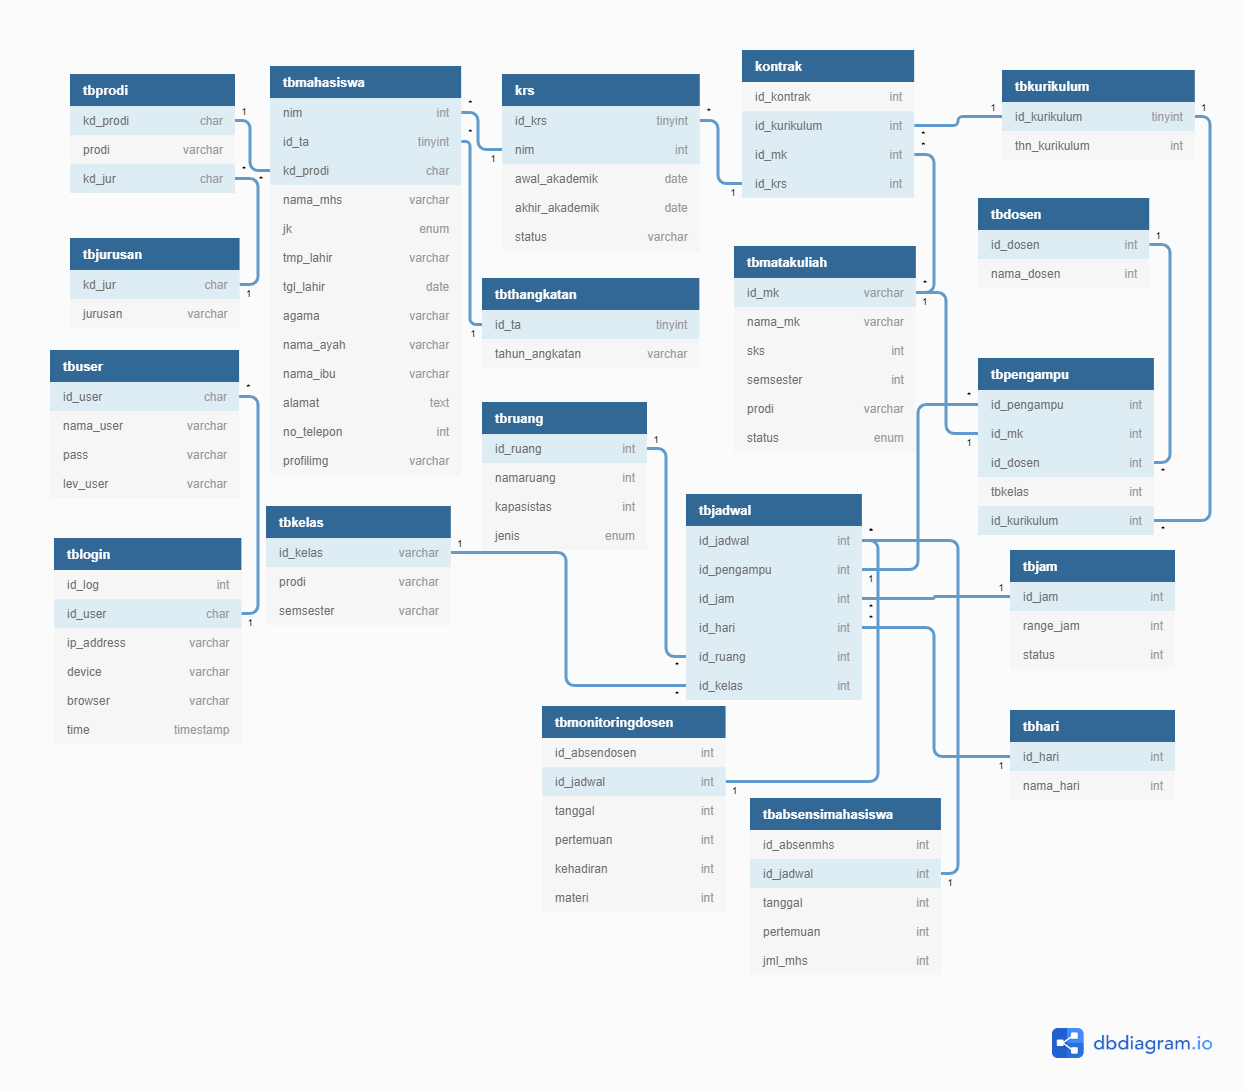 tbprodi
kd_prodi char
prodi varchar
kd_jur char
1
*
tbjurusan
kd_jur char
jurusan varchar
1
tbuser
id_user char
nama_user varchar
pass varchar
lev_user varchar
*
tblogin
id_log int
id_user char
ip_address varchar
device varchar
browser varchar
time timestamp
1
tbmahasiswa
nim int
id_ta tinyint
kd_prodi char
nama_mhs varchar
jk enum
tmp_lahir varchar
tgl_lahir date
agama varchar
nama_ayah varchar
nama_ibu varchar
alamat text
no_telepon int
profilimg varchar
*
*
*
tbkelas
id_kelas varchar
prodi varchar
semsester varchar
1
krs
id_krs tinyint
nim int
awal_akademik date
akhir_akademik date
status varchar
*
1
tbthangkatan
id_ta tinyint
tahun_angkatan varchar
1
tbruang
id_ruang int
namaruang int
kapasistas int
jenis enum
1
kontrak
id_kontrak int
id_kurikulum int
id_mk int
id_krs int
*
*
1
tbmatakuliah
id_mk varchar
nama_mk varchar
sks int
semsester int
prodi varchar
status enum
*
1
tbjadwal
id_jadwal int
id_pengampu int
id_jam int
id_hari int
id_ruang int
id_kelas int
*
1
*
*
*
*
tbmonitoringdosen
id_absendosen int
id_jadwal int
tanggal int
pertemuan int
kehadiran int
materi int
1
tbabsensimahasiswa
id_absenmhs int
id_jadwal int
tanggal int
pertemuan int
jml_mhs int
1
tbkurikulum
id_kurikulum tinyint
thn_kurikulum int
1
1
tbdosen
id_dosen int
nama_dosen int
1
tbpengampu
id_pengampu int
id_mk int
id_dosen int
tbkelas int
id_kurikulum int
*
1
*
*
tbjam
id_jam int
range_jam int
status int
1
tbhari
id_hari int
nama_hari int
1
dbdiagram.io